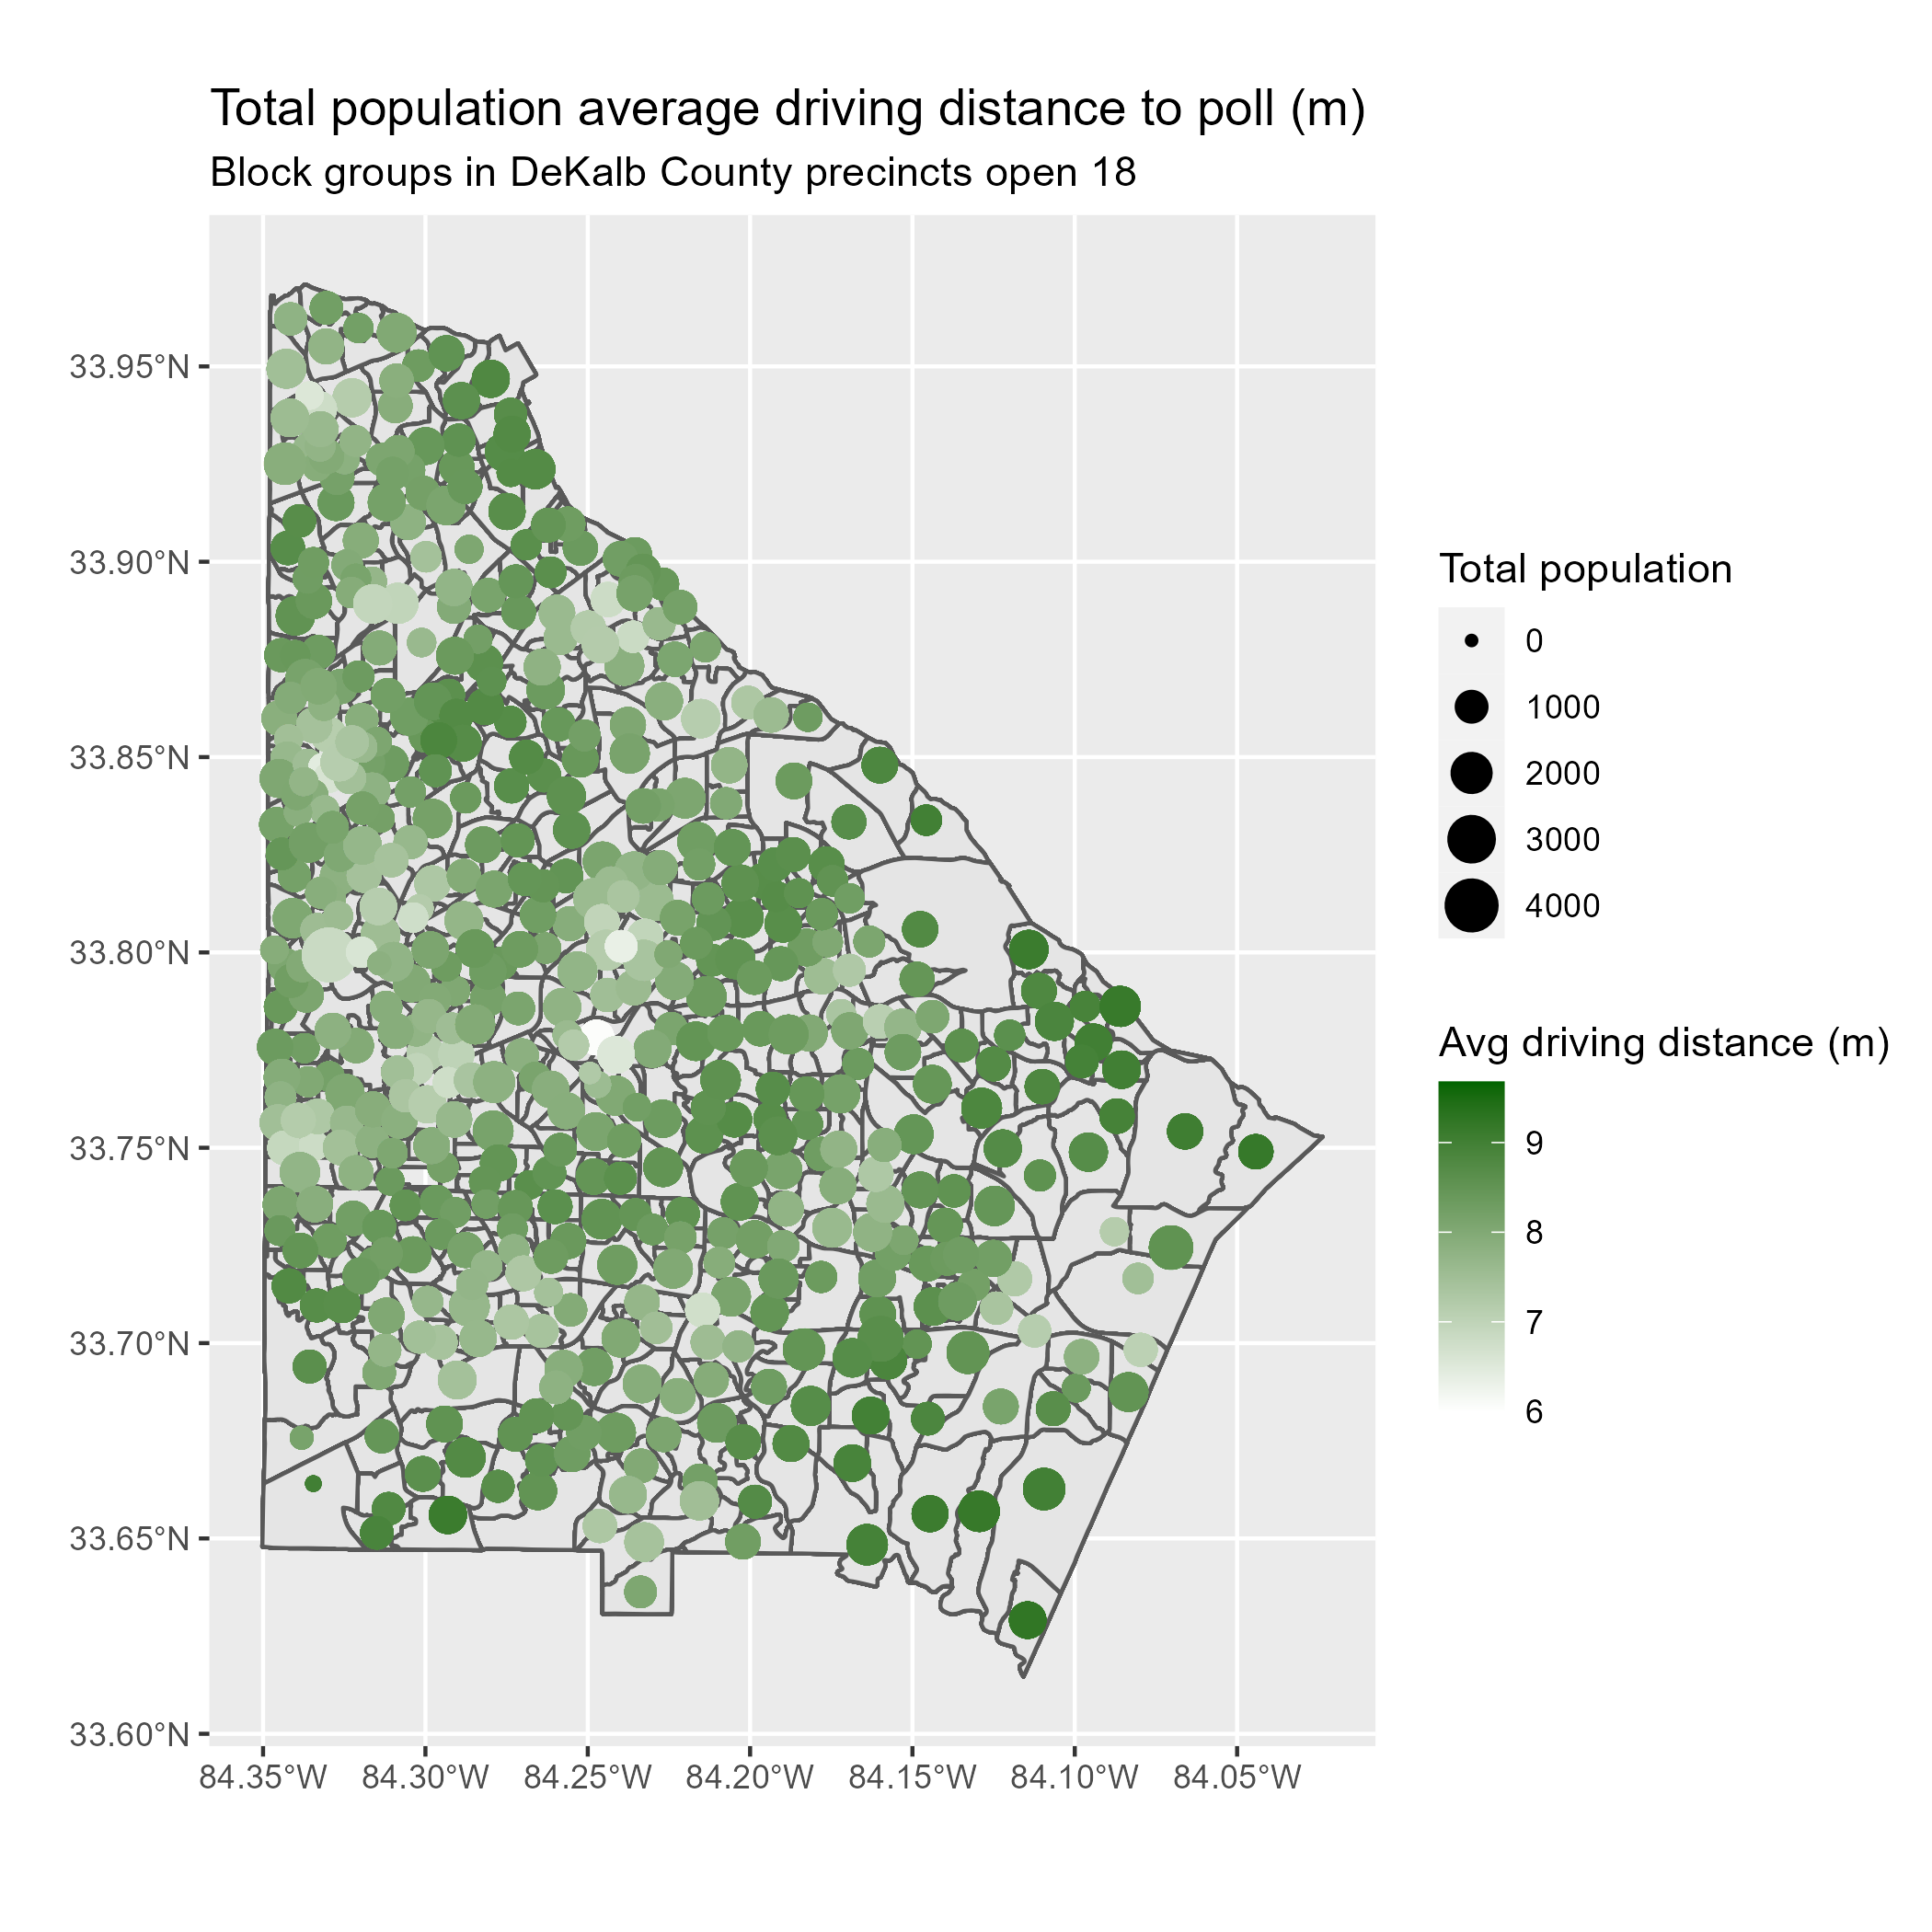 Total population average driving distance to poll (m)
Block groups in DeKalb County precincts open 18
33.95°N
33.90°N
33.85°N
33.80°N
33.75°N
33.70°N
33.65°N
33.60°N
84.35°W 84.30°W 84.25°W 84.20°W 84.15°W 84.10°W 84.05°W
Total population
0
1000
2000
3000
4000
Avg driving distance (m)
9
8
7
6